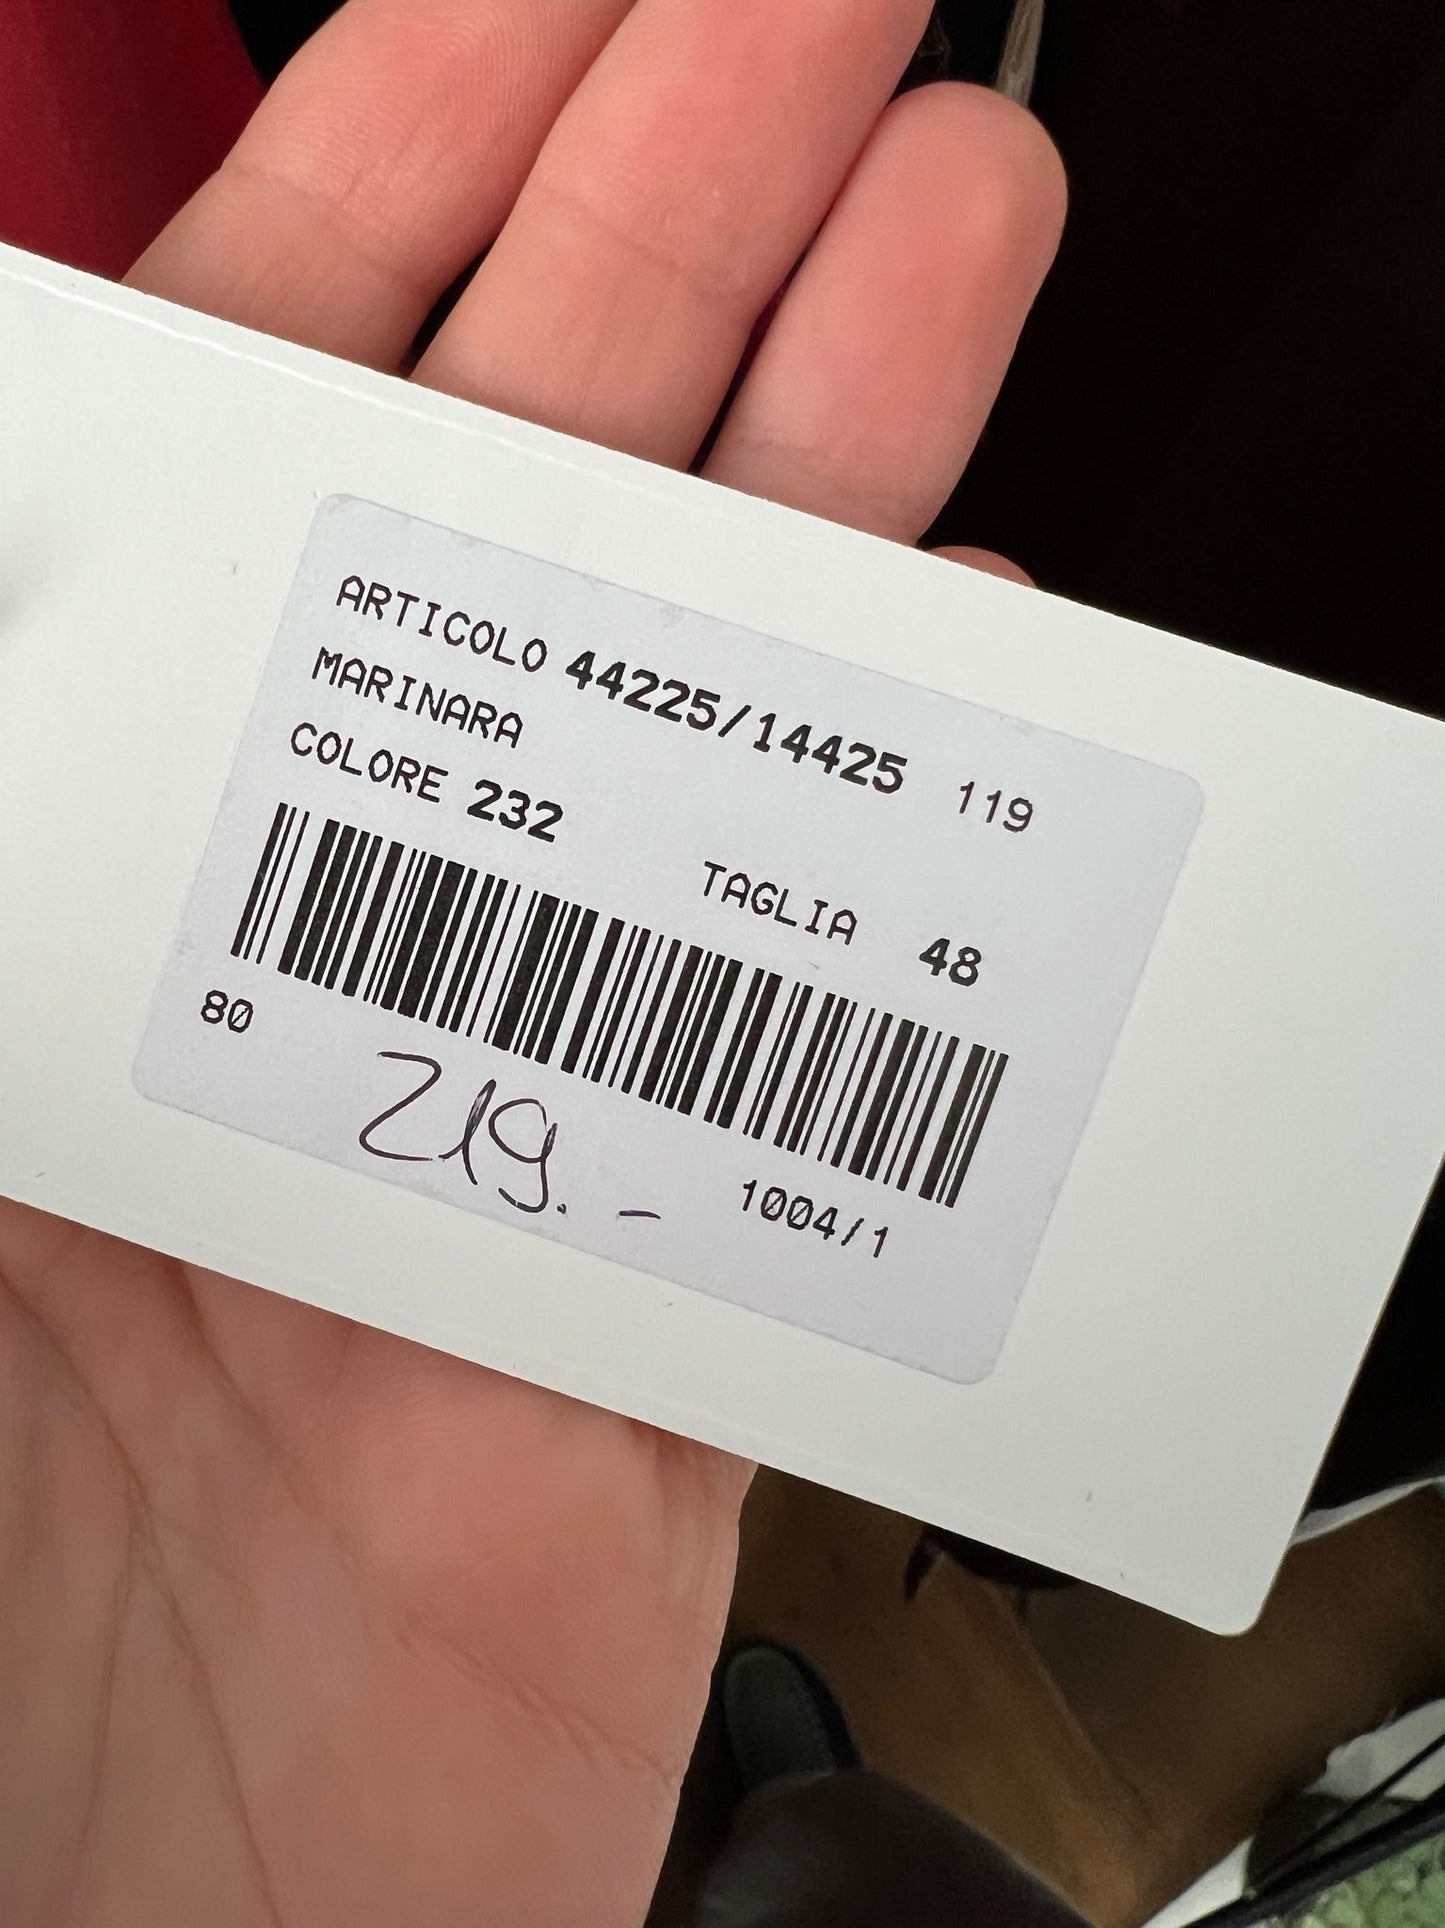 ARTICOLO 44225/14425 119
MARINARA
COLORE 232
TAGLIA 48
80
219.-
1004/1